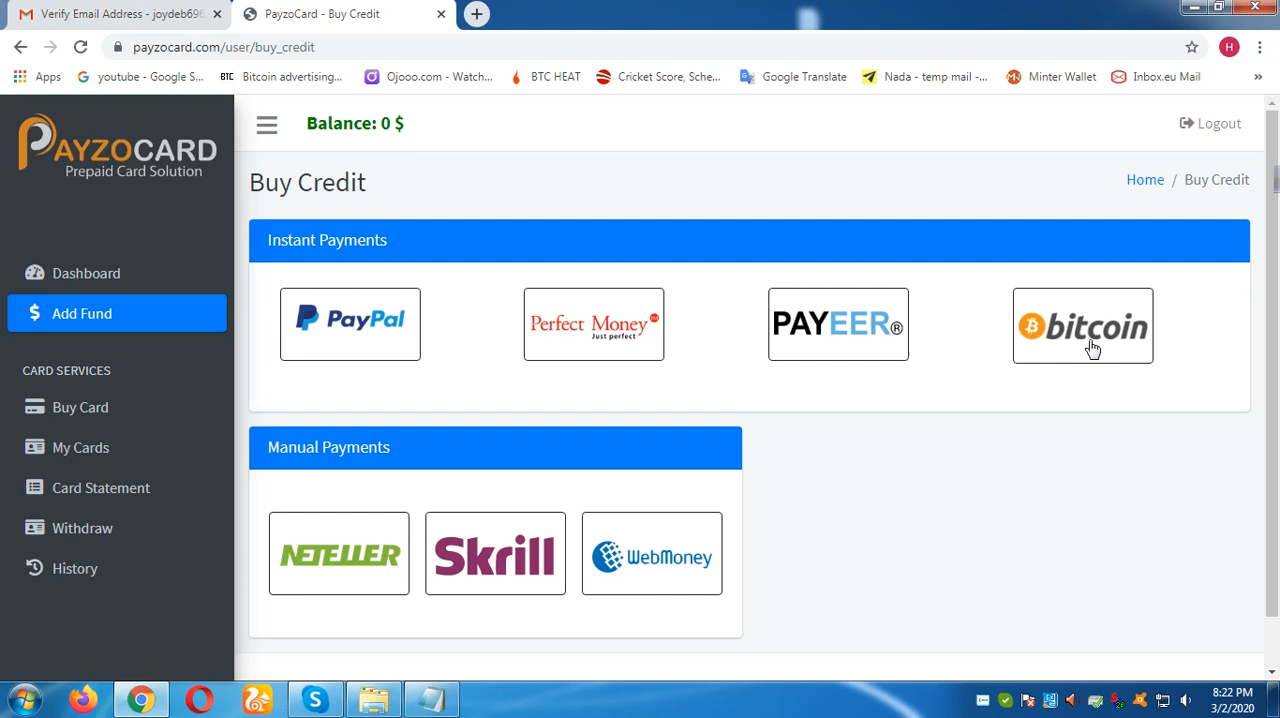 Verify Email Address - joydeb696
PayzoCard - Buy Credit
payzocard.com/user/buy_credit
H
Apps
youtube - Google S...
Bitcoin advertising...
Ojooo.com - Watch...
BTC HEAT
Cricket Score, Sche...
Google Translate
Nada - temp mail -...
Minter Wallet
Inbox.eu Mail
»
PAYZOCARD
Prepaid Card Solution
Balance: 0 $
Logout
Buy Credit
Home / Buy Credit
Instant Payments
PayPal
Perfect Money PM
Just perfect
PAYEER®
bitcoin
Dashboard
$ Add Fund
CARD SERVICES
Buy Card
My Cards
Card Statement
Withdraw
History
Manual Payments
NETELLER
Skrill
WebMoney
8:22 PM
3/2/2020